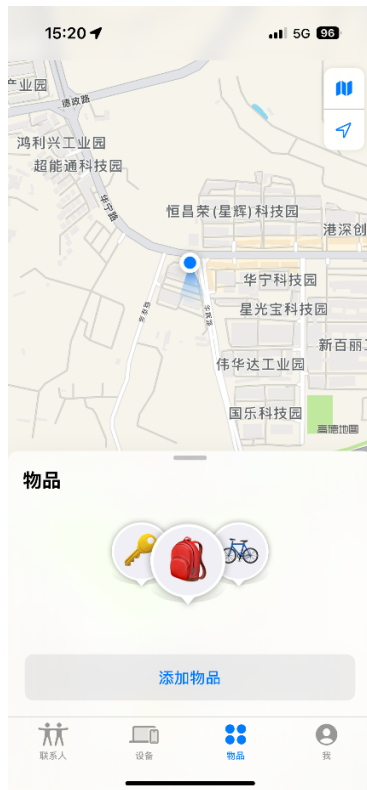 15:20
5G 96
产业园
德政路
鸿利兴工业园
超能通科技园
华宁路
恒昌荣(星辉)科技园
港深创
华宁科技园
星光宝科技园
新百丽工
伟华达工业园
国乐科技园
高德地图
物品
添加物品
联系人
设备
物品
我